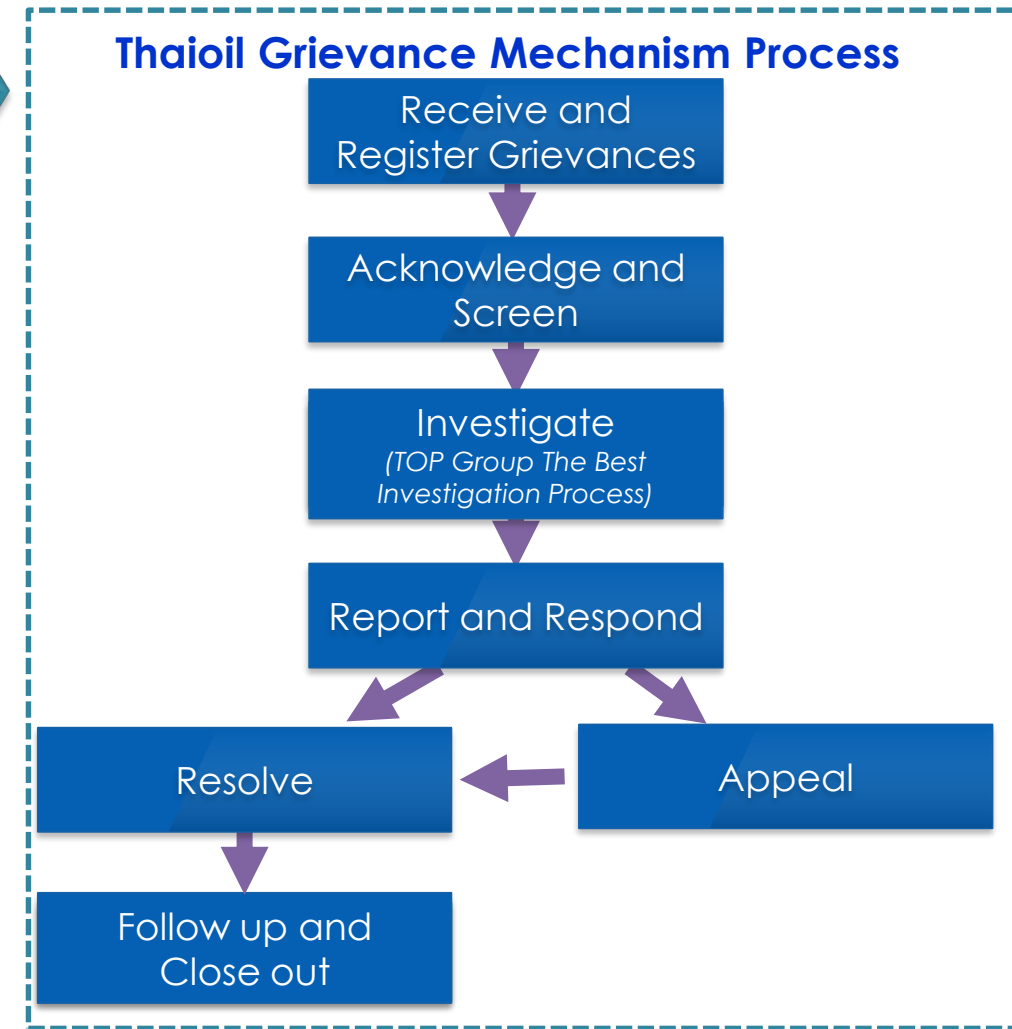 Thaioil Grievance Mechanism Process
Receive and
Register Grievances
Acknowledge and
Screen
Investigate
(TOP Group The Best
Investigation Process)
Report and Respond
Resolve
Appeal
Follow up and
Close out